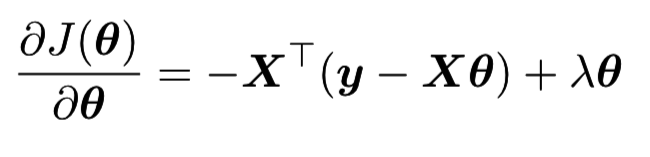 ∂J(θ)/∂θ = −X⊤(y − Xθ) + λθ